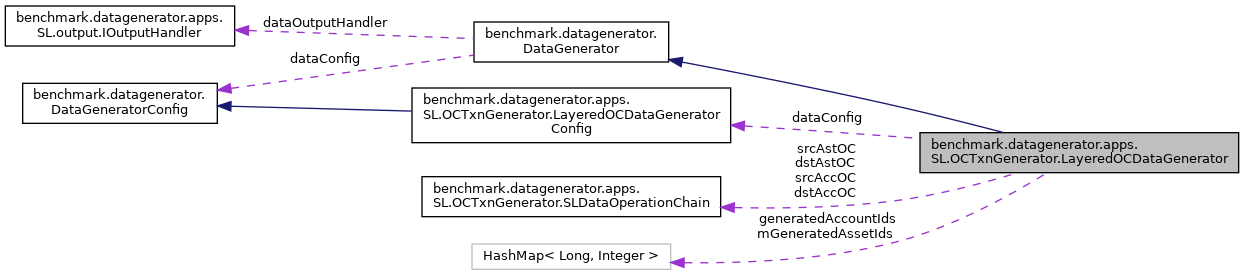 benchmark.datagenerator.apps.
SL.output.IOutputHandler
dataOutputHandler
benchmark.datagenerator.
DataGenerator
dataConfig
benchmark.datagenerator.
DataGeneratorConfig
benchmark.datagenerator.apps.
SL.OCTxnGenerator.LayeredOCDataGenerator
Config
dataConfig
benchmark.datagenerator.apps.
SL.OCTxnGenerator.LayeredOCDataGenerator
srcAstOC
dstAstOC
srcAccOC
dstAccOC
benchmark.datagenerator.apps.
SL.OCTxnGenerator.SLDataOperationChain
generatedAccountIds
mGeneratedAssetIds
HashMap< Long, Integer >